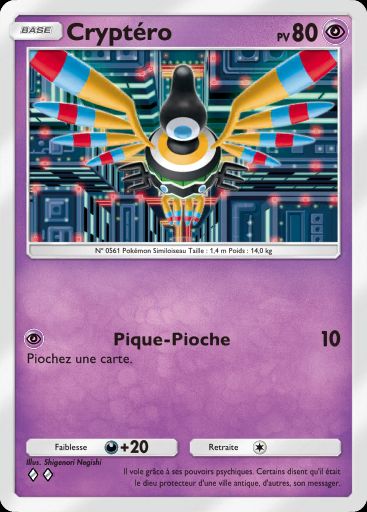 BASE Cryptéro PV 80
N° 0561 Pokémon Similoiseau Taille : 1,4 m Poids : 14,0 kg
Pique-Pioche 10
Piochez une carte.
Faiblesse +20 Retraite
Illus. Shigenori Negishi
Il vole grâce à ses pouvoirs psychiques. Certains disent qu'il était
le dieu protecteur d'une ville antique, d'autres, son messager.